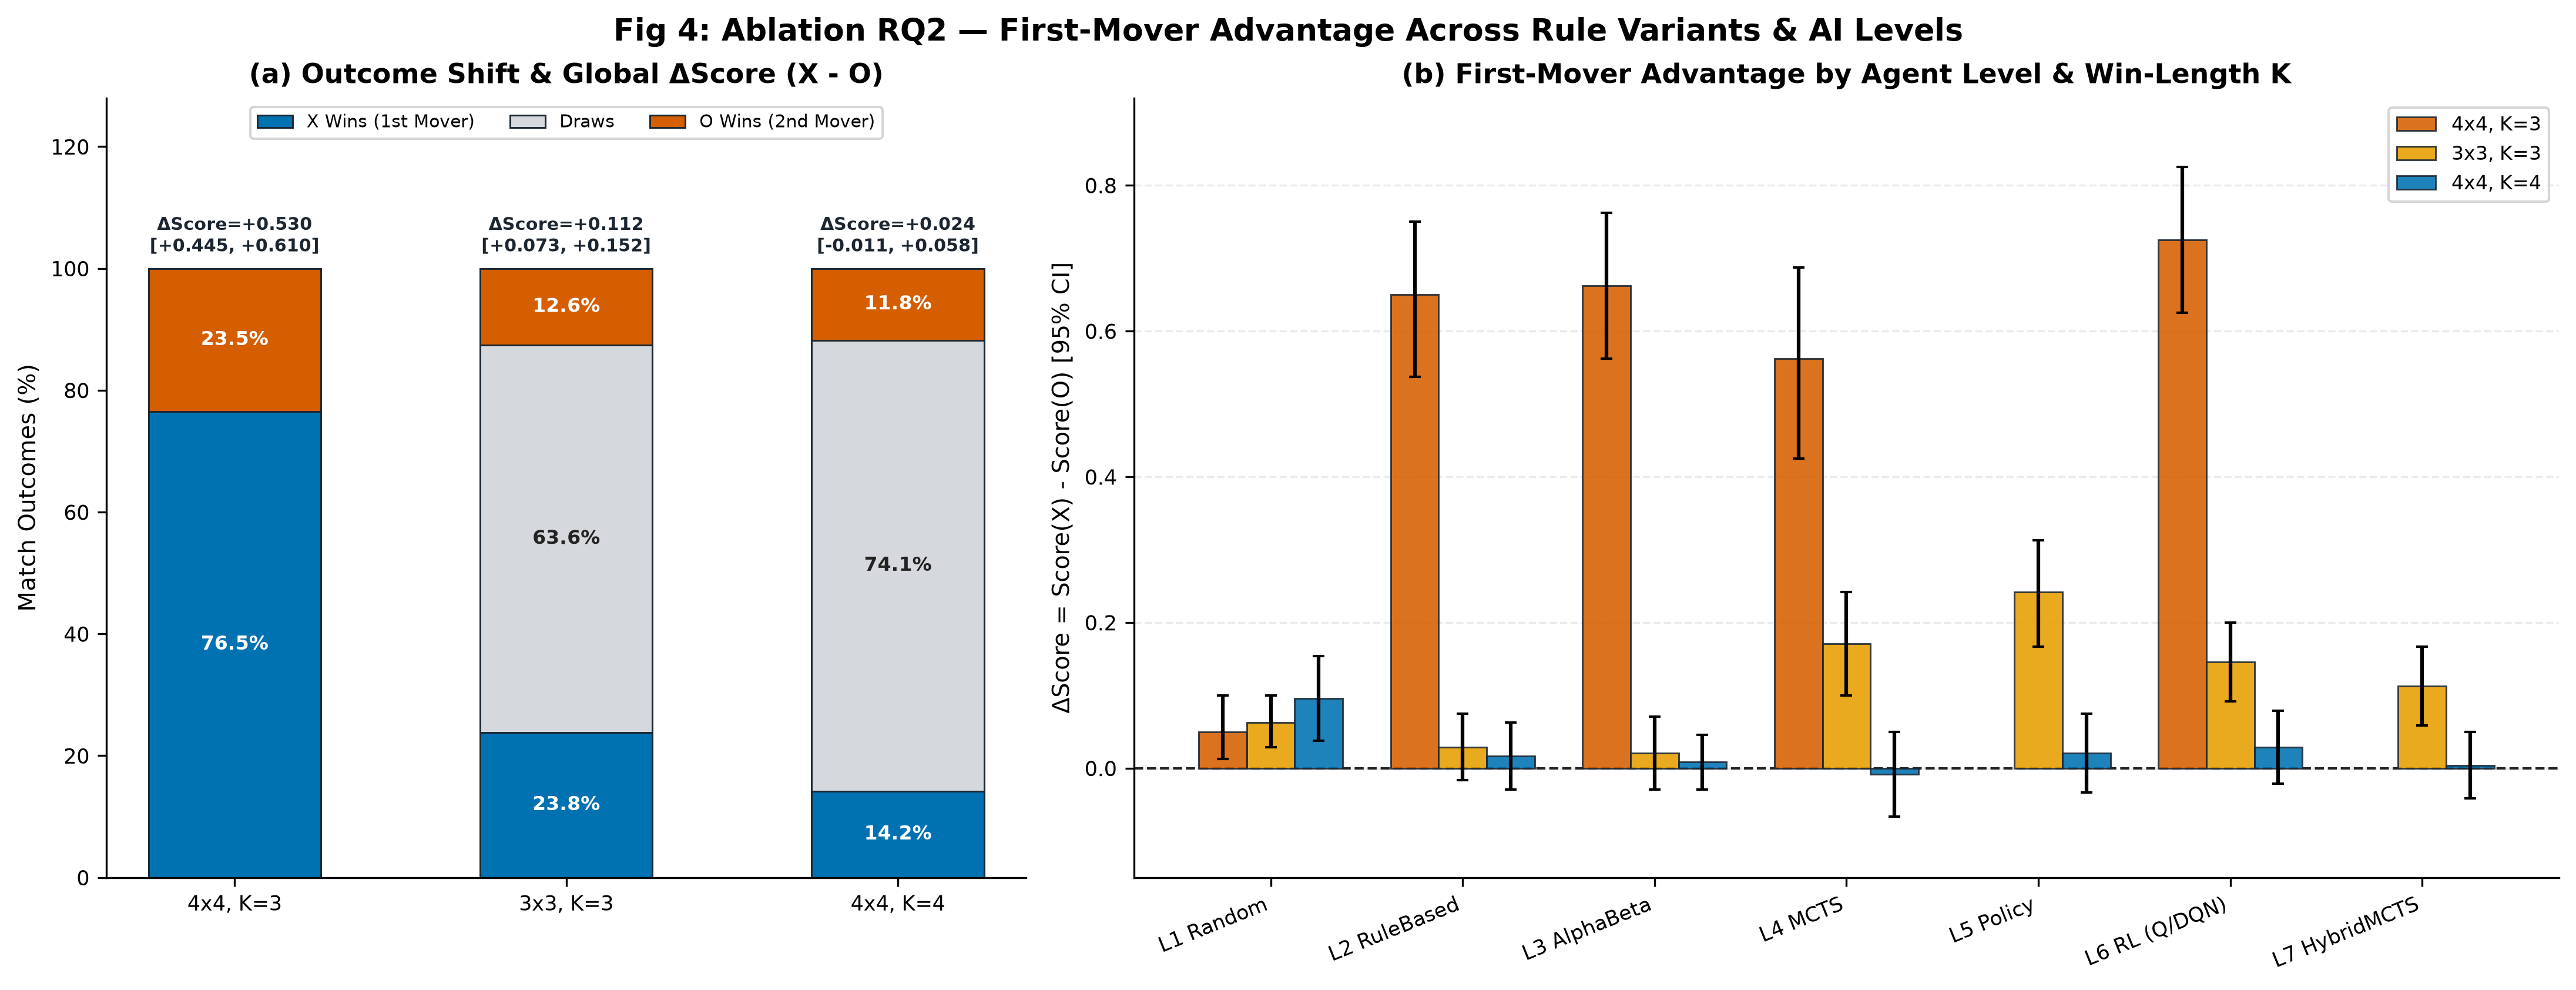 Fig 4: Ablation RQ2 — First-Mover Advantage Across Rule Variants & AI Levels
(a) Outcome Shift & Global ΔScore (X - O)
X Wins (1st Mover)
Draws
O Wins (2nd Mover)
Match Outcomes (%)
120
100
80
60
40
20
0
ΔScore=+0.530
[+0.445, +0.610]
23.5%
76.5%
ΔScore=+0.112
[+0.073, +0.152]
12.6%
63.6%
23.8%
ΔScore=+0.024
[-0.011, +0.058]
11.8%
74.1%
14.2%
4x4, K=3
3x3, K=3
4x4, K=4
(b) First-Mover Advantage by Agent Level & Win-Length K
4x4, K=3
3x3, K=3
4x4, K=4
ΔScore = Score(X) - Score(O) [95% CI]
0.8
0.6
0.4
0.2
0.0
L1 Random
L2 RuleBased
L3 AlphaBeta
L4 MCTS
L5 Policy
L6 RL (Q/DQN)
L7 HybridMCTS